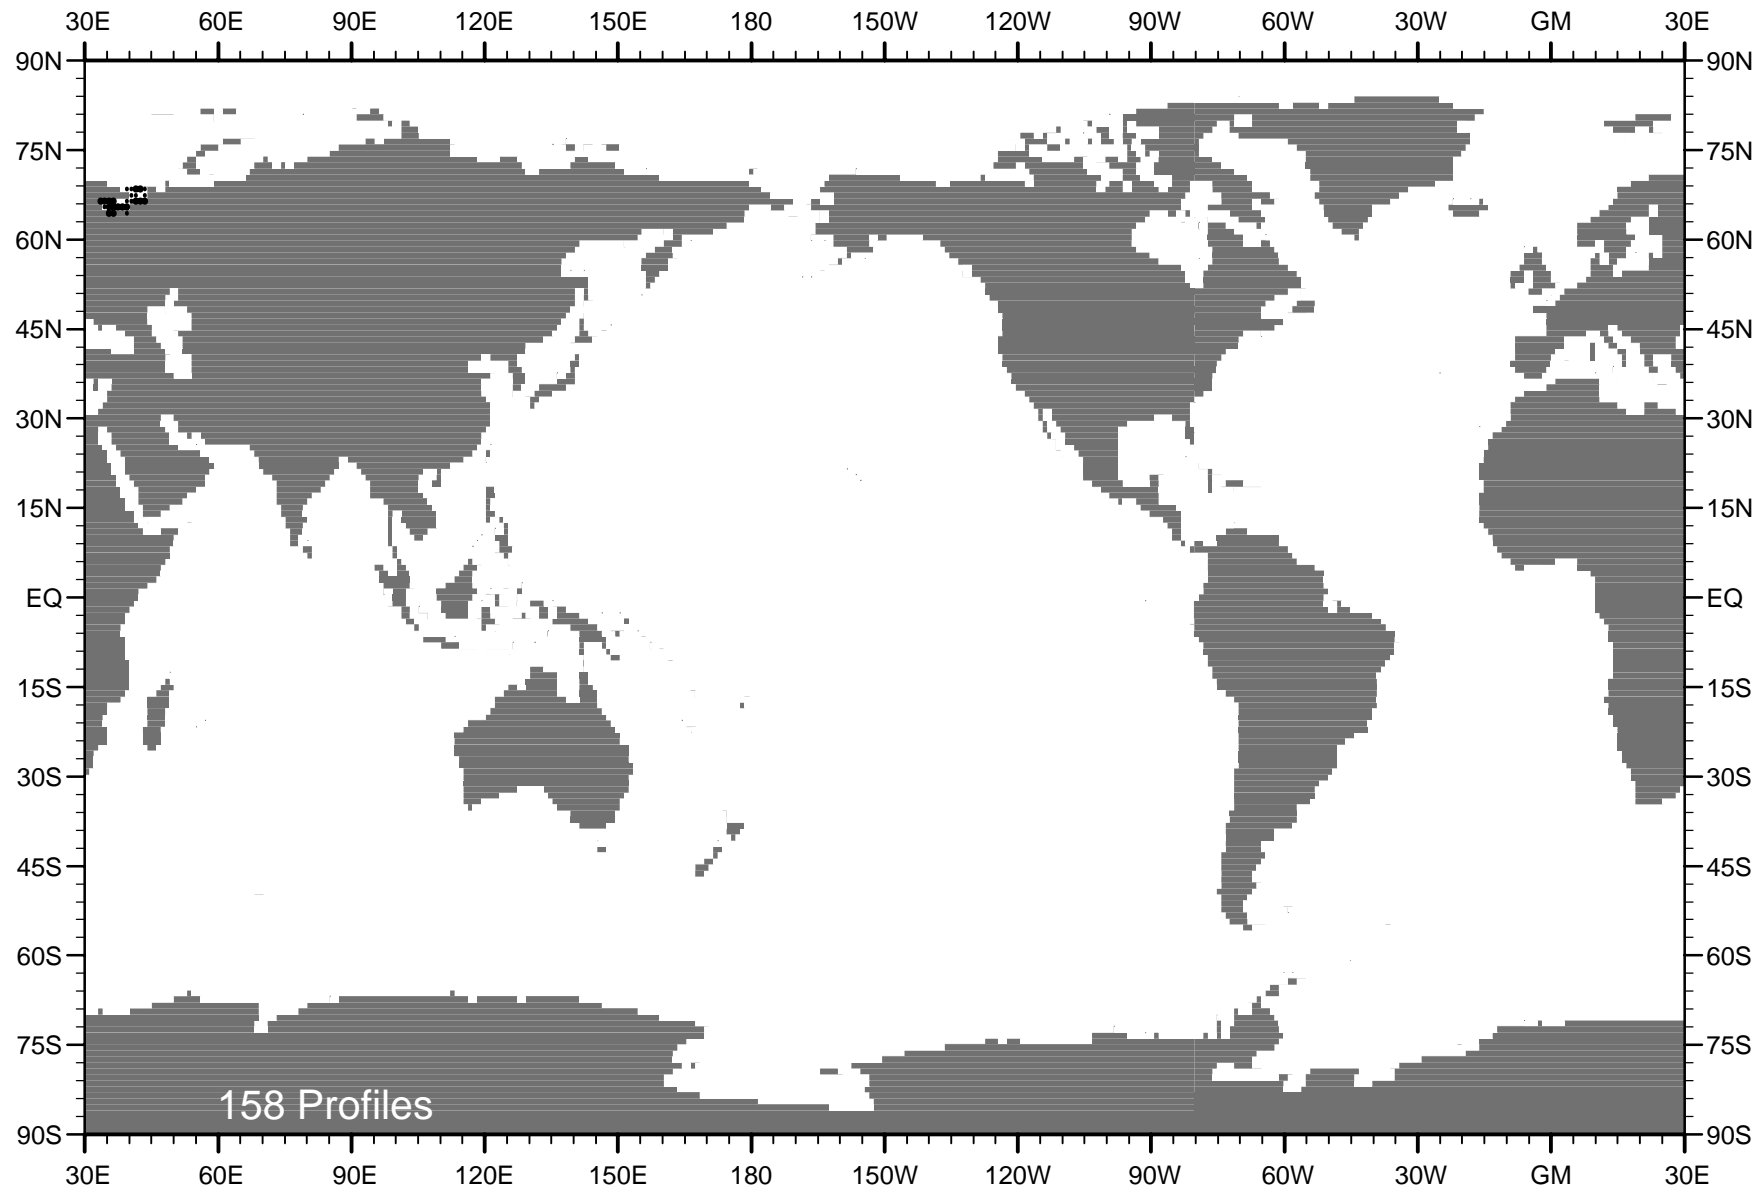 30E 60E 90E 120E 150E 180 150W 120W 90W 60W 30W GM 30E
90N 90N
75N 75N
60N 60N
45N 45N
30N 30N
15N 15N
EQ EQ
15S 15S
30S 30S
45S 45S
60S 60S
75S 75S
158 Profiles
90S 90S
30E 60E 90E 120E 150E 180 150W 120W 90W 60W 30W GM 30E